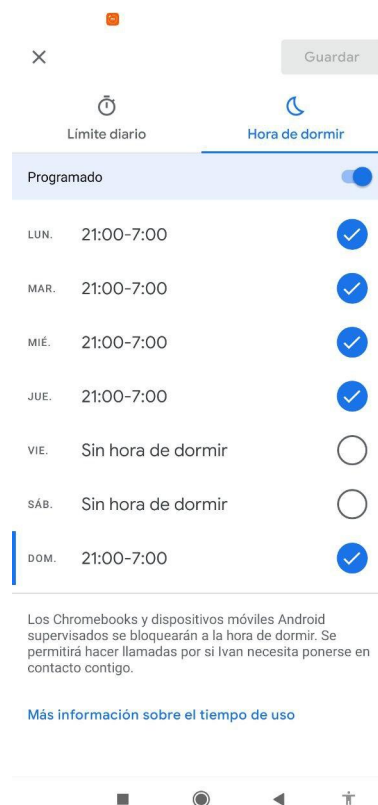 Guardar
Límite diario
Hora de dormir
Programado
LUN. 21:00-7:00
MAR. 21:00-7:00
MIÉ. 21:00-7:00
JUE. 21:00-7:00
VIE. Sin hora de dormir
SÁB. Sin hora de dormir
DOM. 21:00-7:00
Los Chromebooks y dispositivos móviles Android
supervisados se bloquearán a la hora de dormir. Se
permitirá hacer llamadas por si Ivan necesita ponerse en
contacto contigo.
Más información sobre el tiempo de uso